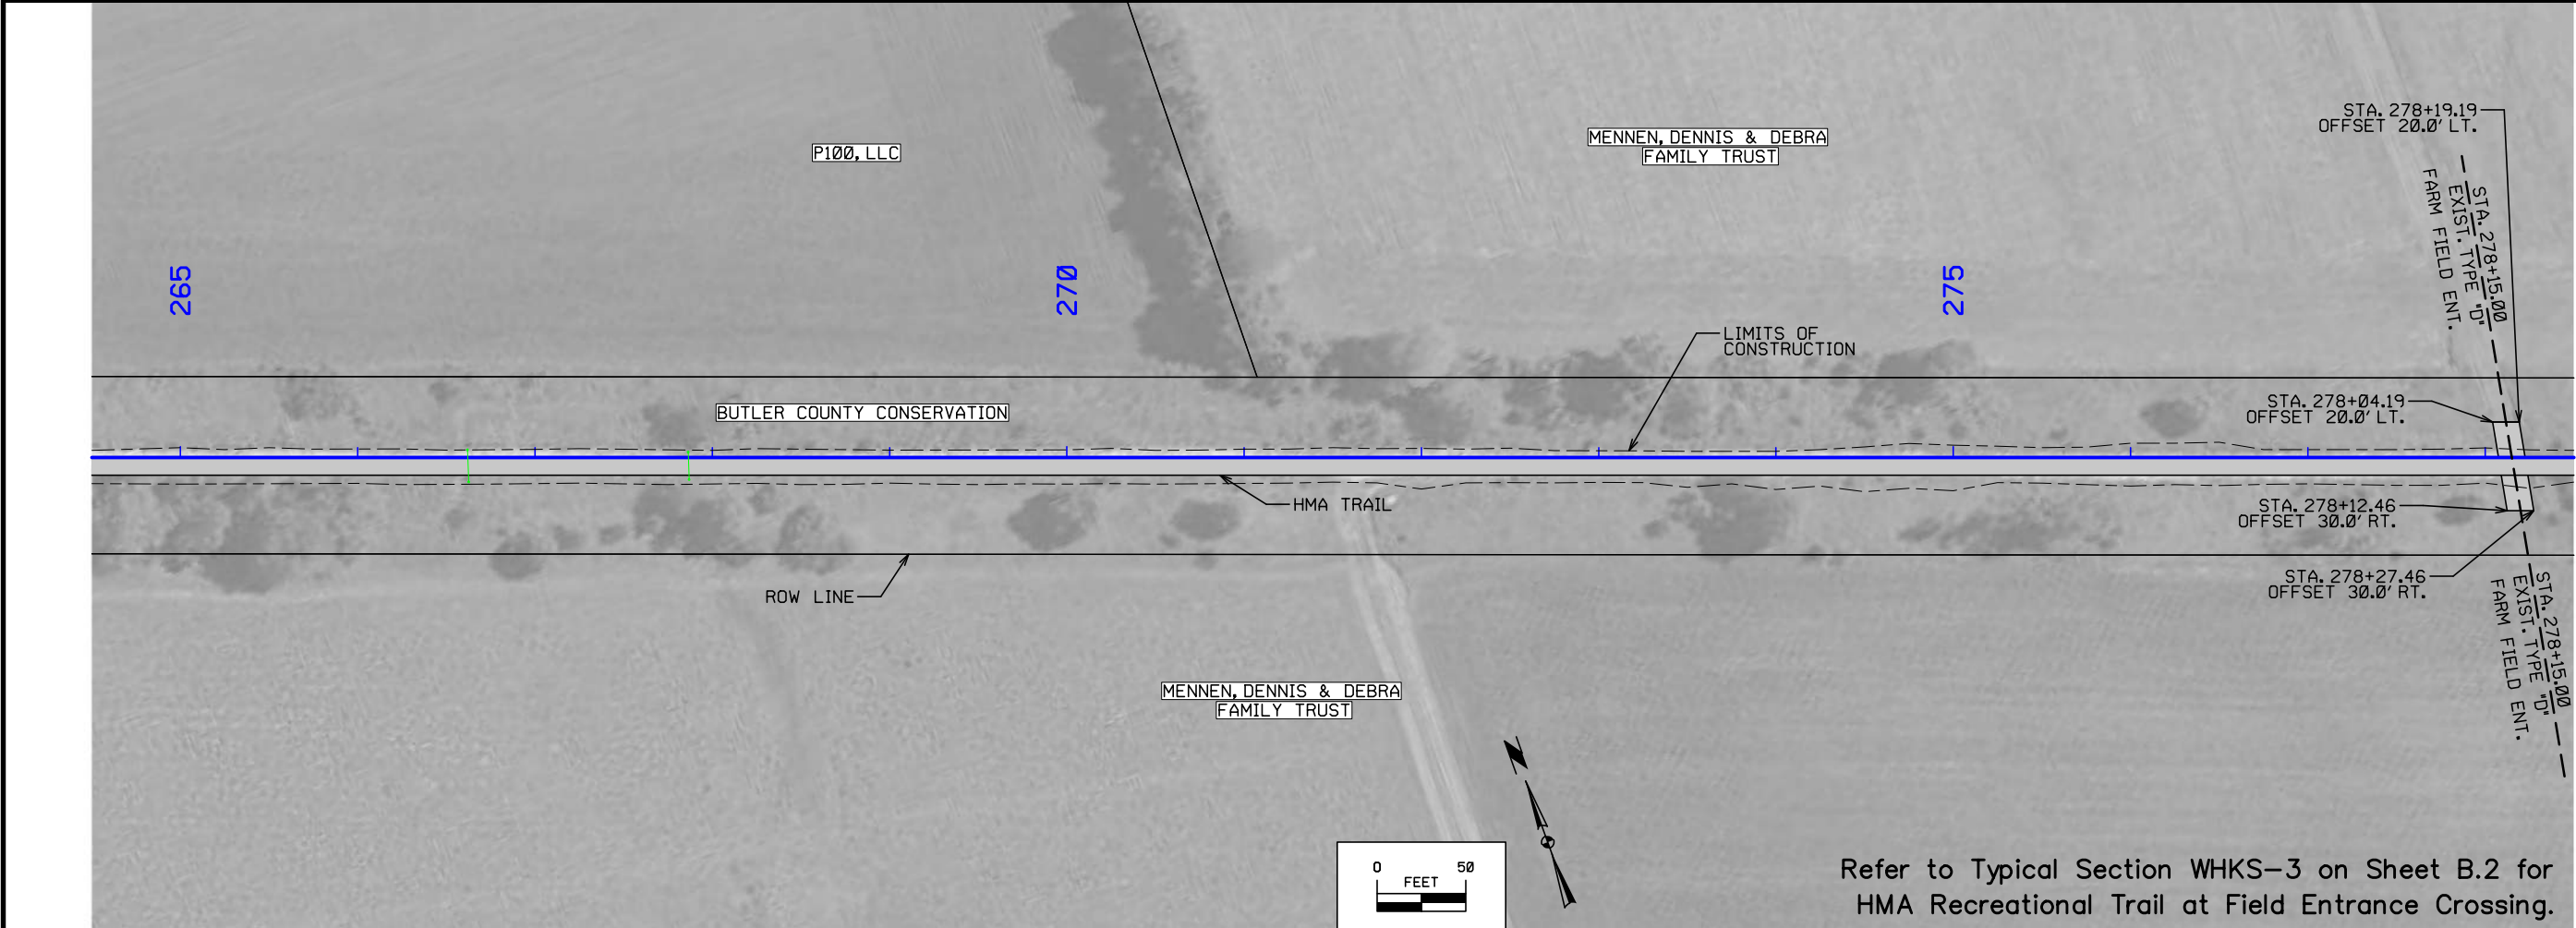 P100, LLC
MENNEN, DENNIS & DEBRA
FAMILY TRUST
STA. 278+19.19
OFFSET 20.0' LT.
STA. 278+15.00
EXIST. TYPE "D"
FARM FIELD ENT.
265
270
275
LIMITS OF
CONSTRUCTION
BUTLER COUNTY CONSERVATION
STA. 278+04.19
OFFSET 20.0' LT.
HMA TRAIL
STA. 278+12.46
OFFSET 30.0' RT.
ROW LINE
STA. 278+27.46
OFFSET 30.0' RT.
STA. 278+15.00
EXIST. TYPE "D"
FARM FIELD ENT.
MENNEN, DENNIS & DEBRA
FAMILY TRUST
N
0 50
FEET
Refer to Typical Section WHKS-3 on Sheet B.2 for
HMA Recreational Trail at Field Entrance Crossing.